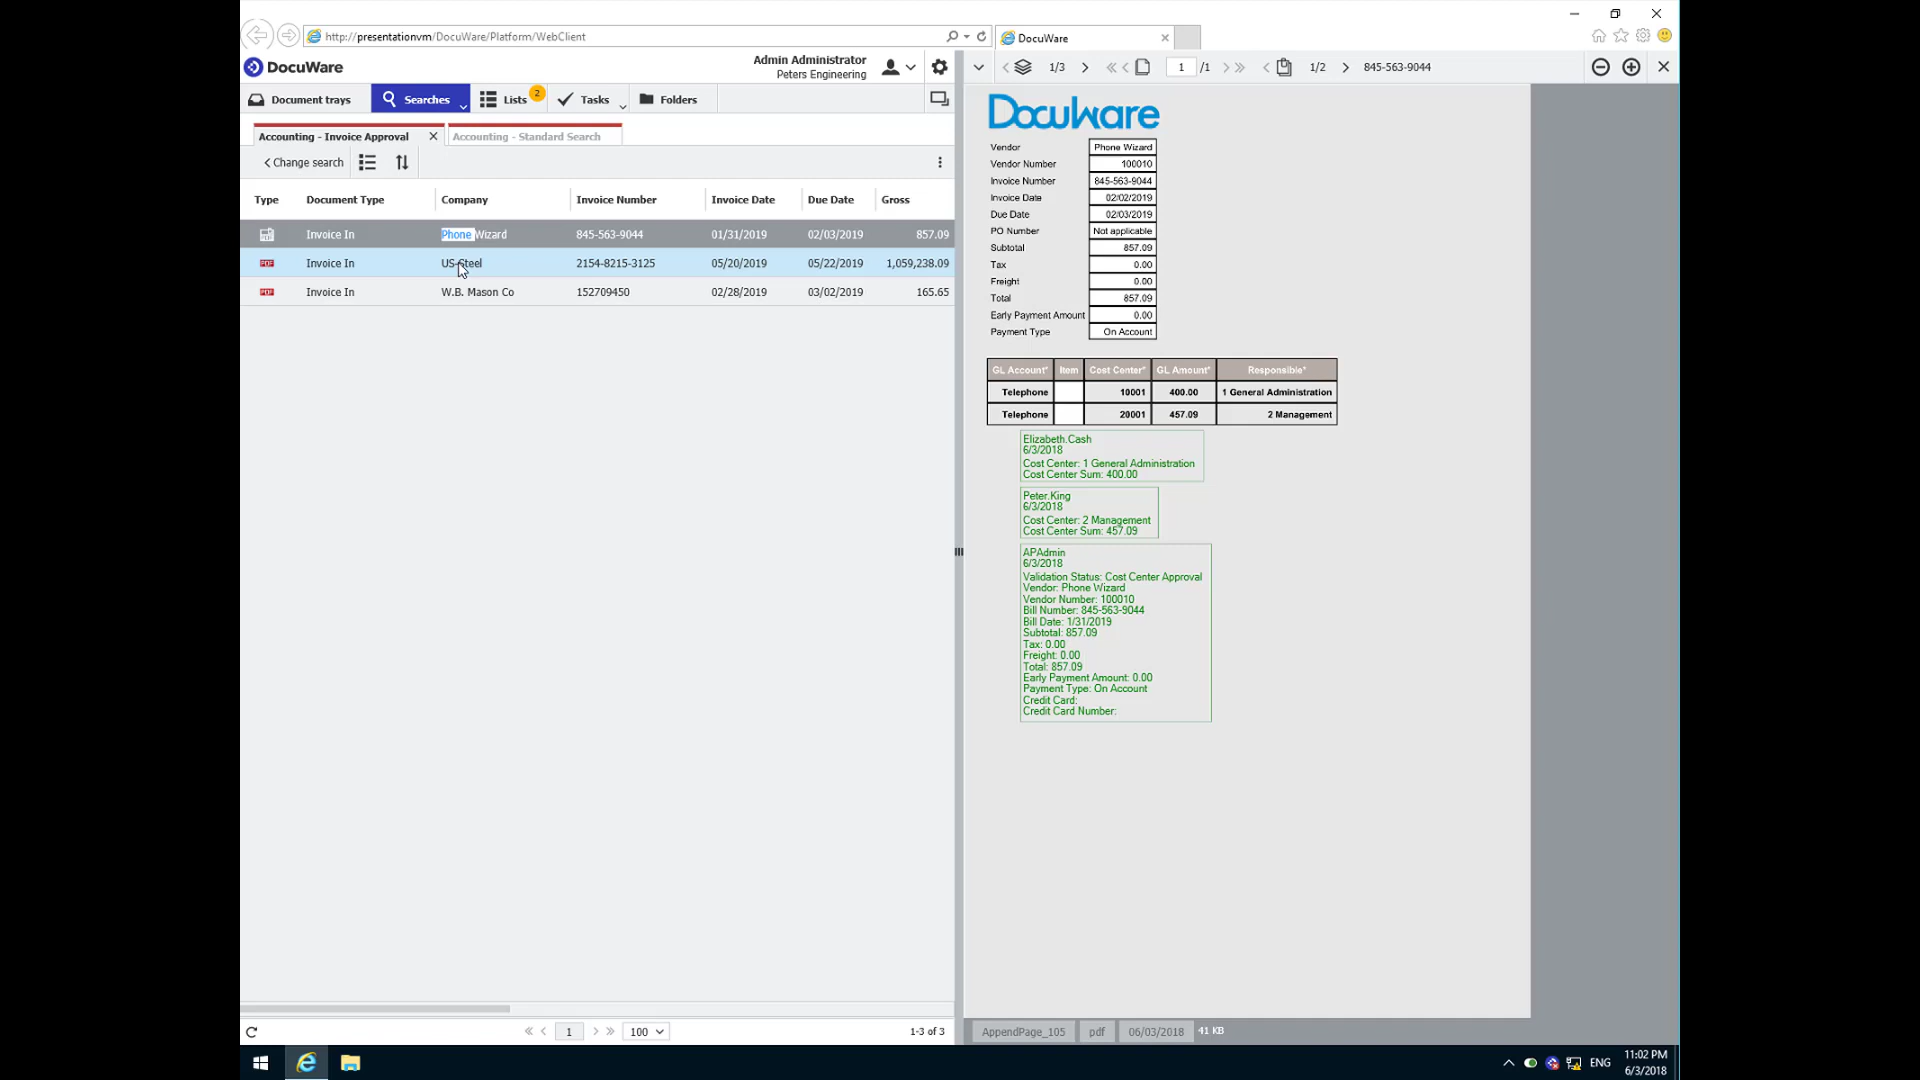 http://presentationvm/DocuWare/Platform/WebClient
DocuWare
DocuWare
Admin Administrator
Peters Engineering
1/3
1 /1
1/2
845-563-9044
Document trays
Searches
Lists 2
Tasks
Folders
Accounting - Invoice Approval
Accounting - Standard Search
Change search
Type Document Type Company Invoice Number Invoice Date Due Date Gross
Invoice In Phone Wizard 845-563-9044 01/31/2019 02/03/2019 857.09
PDF Invoice In US Steel 2154-8215-3125 05/20/2019 05/22/2019 1,059,238.09
PDF Invoice In W.B. Mason Co 152709450 02/28/2019 03/02/2019 165.65
1
100
1-3 of 3
DocuWare
Vendor Phone Wizard
Vendor Number 100010
Invoice Number 845-563-9044
Invoice Date 02/02/2019
Due Date 02/03/2019
PO Number Not applicable
Subtotal 857.09
Tax 0.00
Freight 0.00
Total 857.09
Early Payment Amount 0.00
Payment Type On Account
GL Account* Item Cost Center* GL Amount* Responsible*
Telephone 10001 400.00 1 General Administration
Telephone 20001 457.09 2 Management
Elizabeth.Cash
6/3/2018
Cost Center: 1 General Administration
Cost Center Sum: 400.00
Peter.King
6/3/2018
Cost Center: 2 Management
Cost Center Sum: 457.09
APAdmin
6/3/2018
Validation Status: Cost Center Approval
Vendor: Phone Wizard
Vendor Number: 100010
Bill Number: 845-563-9044
Bill Date: 1/31/2019
Subtotal: 857.09
Tax: 0.00
Freight: 0.00
Total: 857.09
Early Payment Amount: 0.00
Payment Type: On Account
Credit Card:
Credit Card Number:
AppendPage_105 pdf 06/03/2018 41 KB
ENG
11:02 PM
6/3/2018